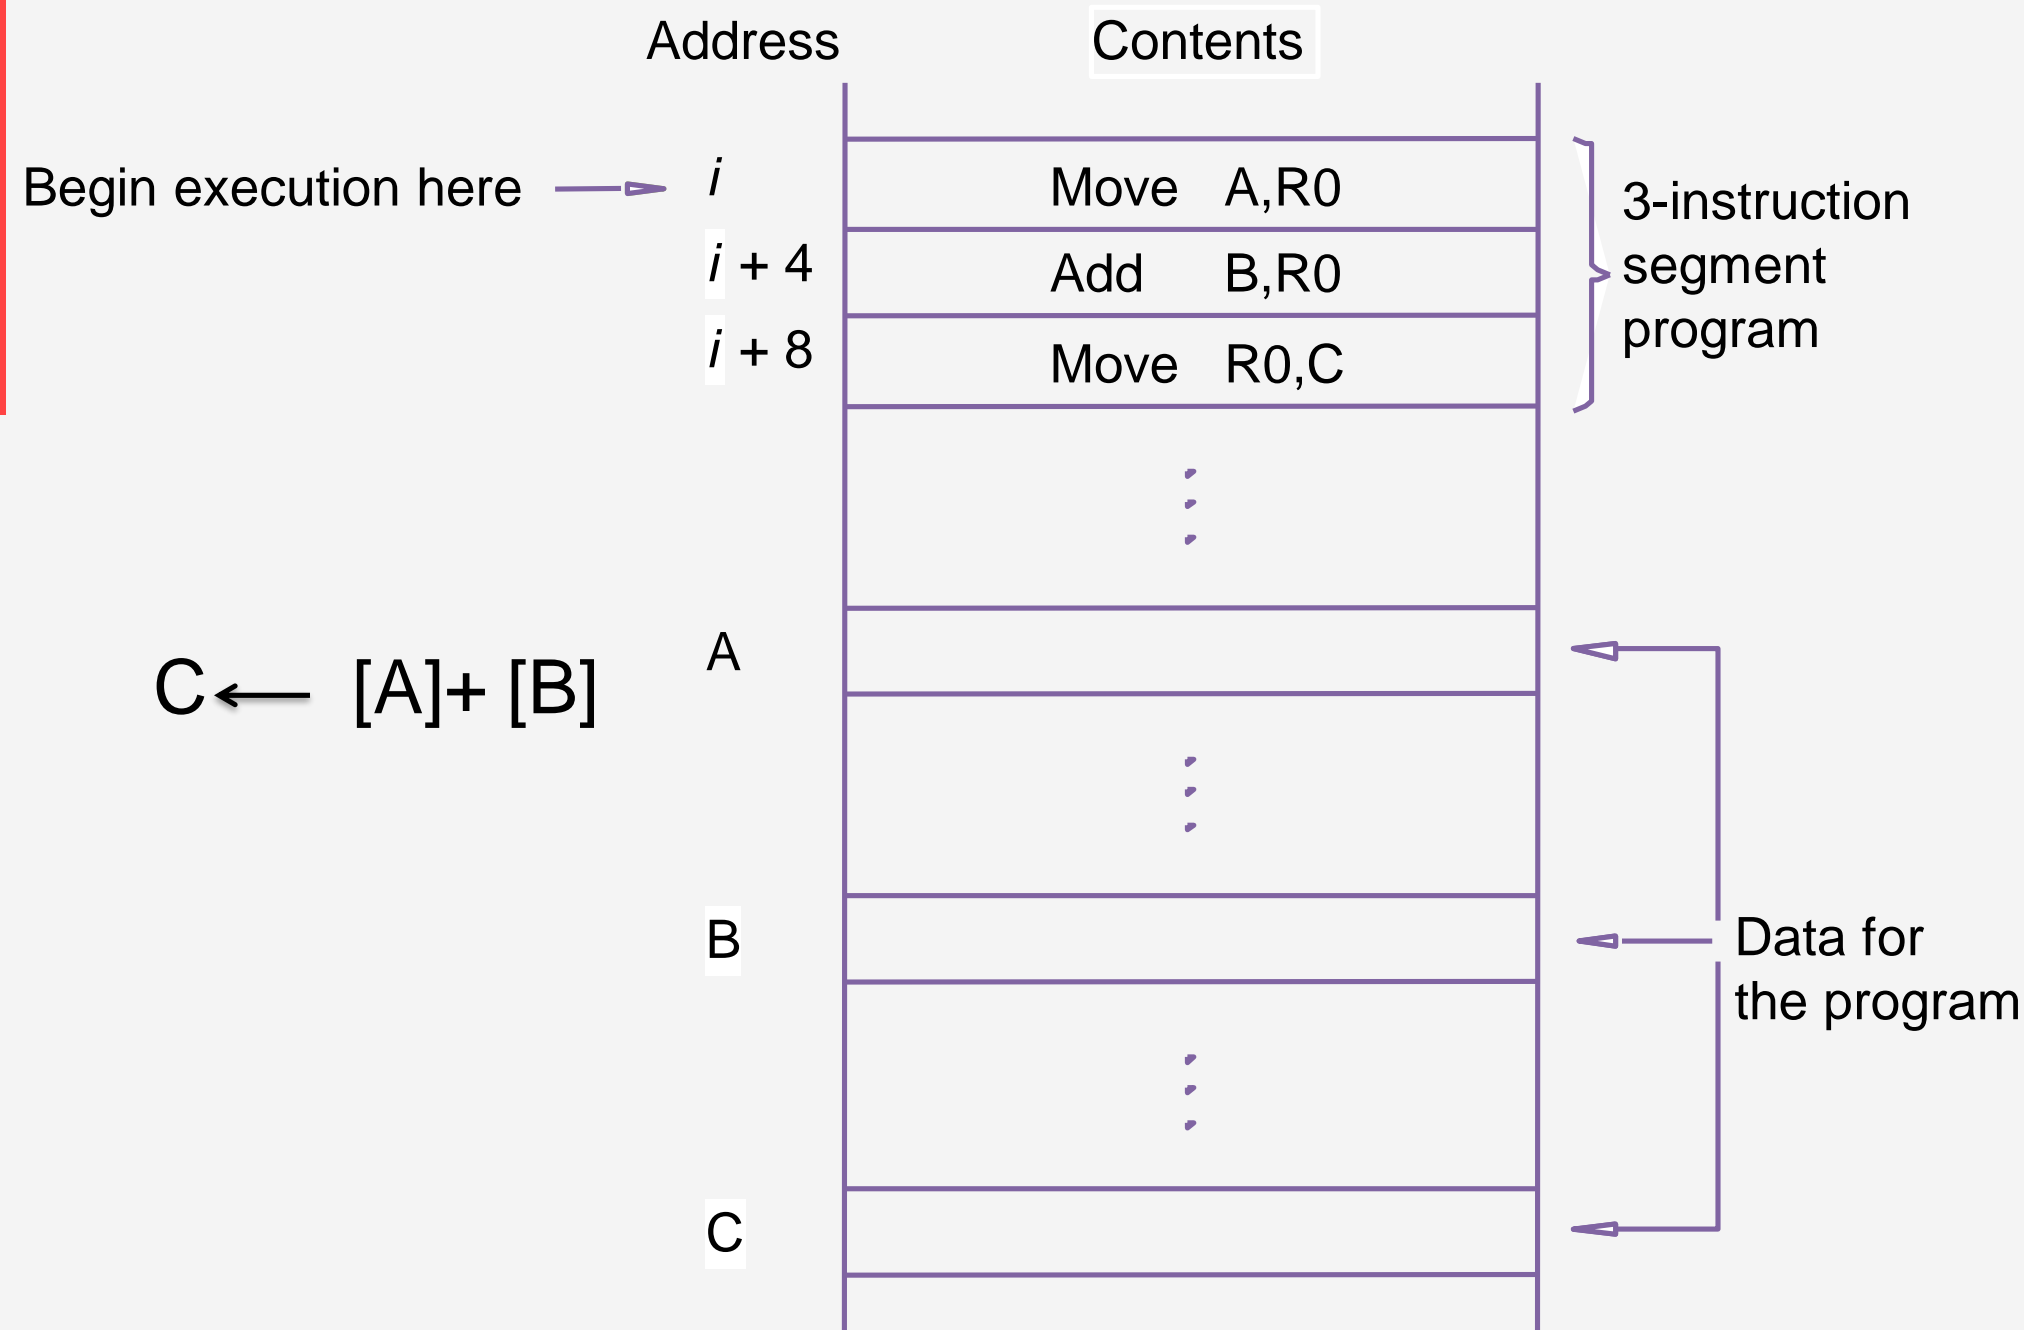 Address Contents
Begin execution here i Move A,R0
i + 4 Add B,R0
i + 8 Move R0,C
3-instruction
segment
program
A
C ← [A]+ [B]
B
Data for
the program
C